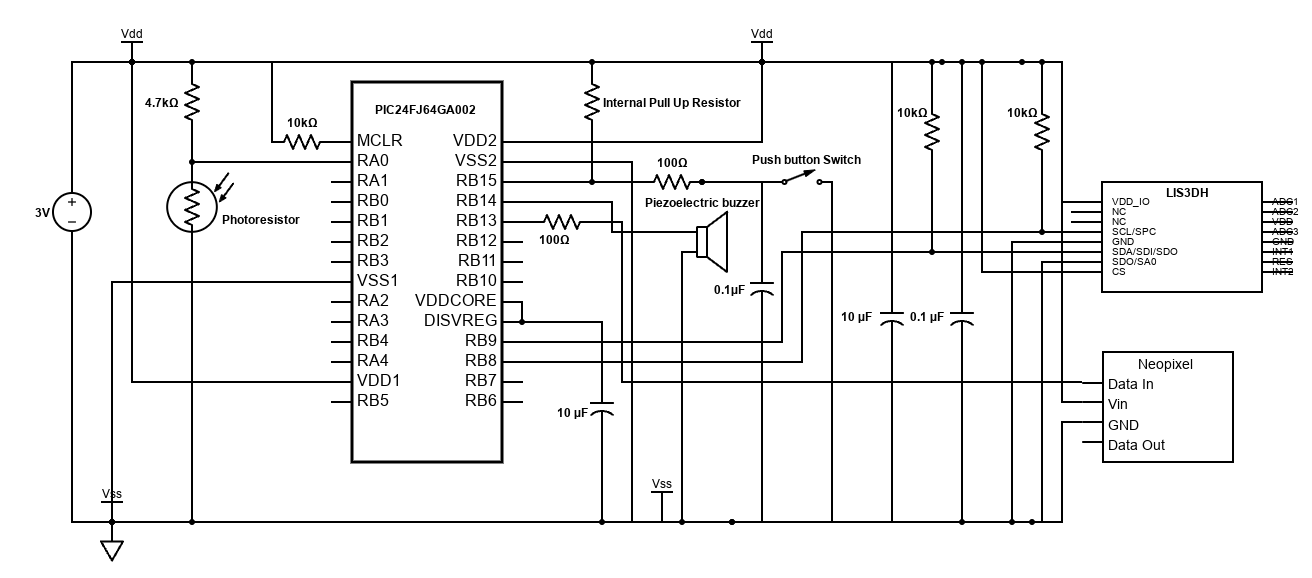 Vdd
Vdd
4.7kΩ
10kΩ
PIC24FJ64GA002
Internal Pull Up Resistor
10kΩ
10kΩ
MCLR
RA0
RA1
RB0
RB1
RB2
RB3
VSS1
RA2
RA3
RB4
RA4
VDD1
RB5
VDD2
VSS2
RB15
RB14
RB13
RB12
RB11
RB10
VDDCORE
DISVREG
RB9
RB8
RB7
RB6
100Ω
Push button Switch
3V
+
−
Photoresistor
Piezoelectric buzzer
100Ω
0.1µF
10 µF
0.1 µF
10 µF
LIS3DH
VDD_IO
NC
NC
SCL/SPC
GND
SDA/SDI/SDO
SDO/SA0
CS
ADC1
ADC2
VDD
ADC3
GND
INT1
RES
INT2
Neopixel
Data In
Vin
GND
Data Out
Vss
Vss